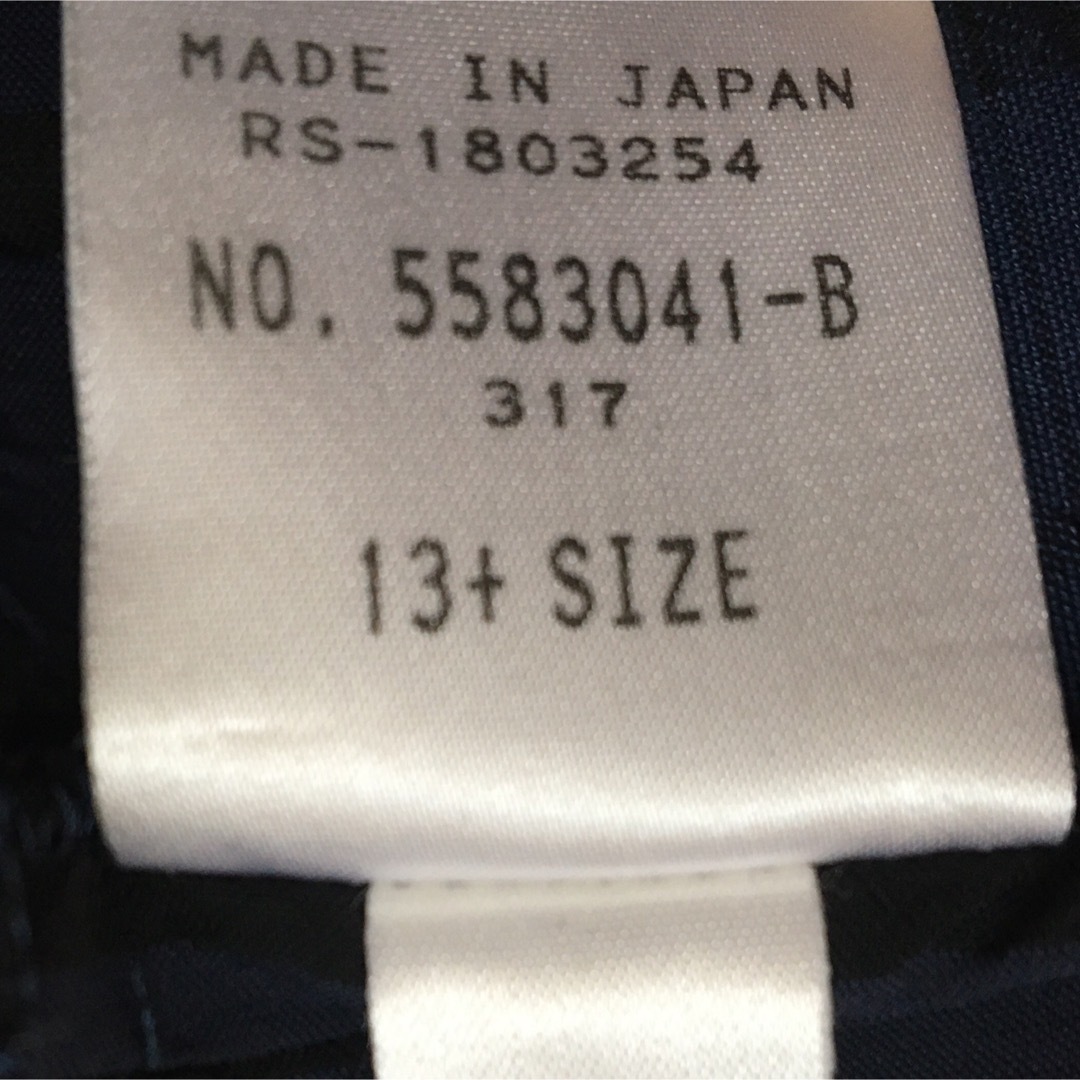 MADE IN JAPAN
RS-1803254
NO. 5583041-B
317
13+ SIZE